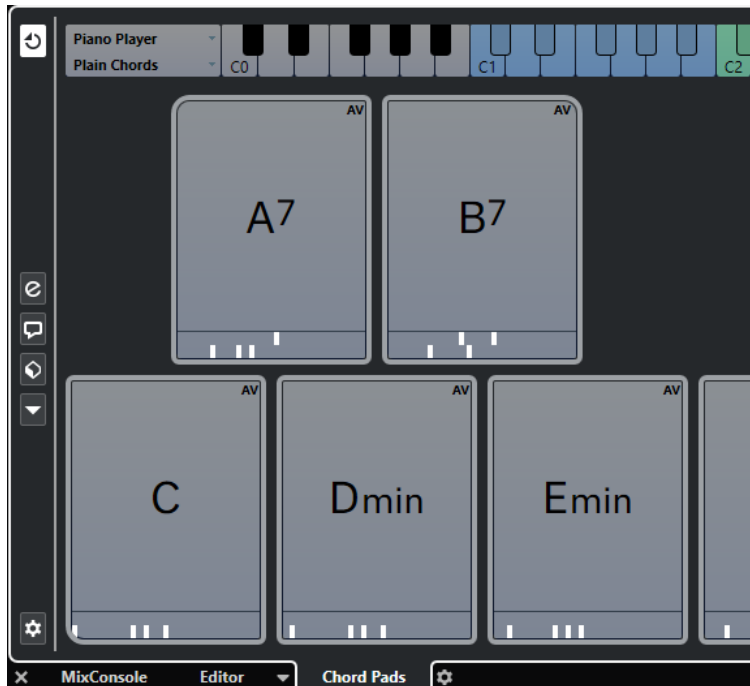 Piano Player
Plain Chords
C0
C1
C2
AV
AV
A7
B7
AV
AV
AV
C
Dmin
Emin
MixConsole
Editor
Chord Pads